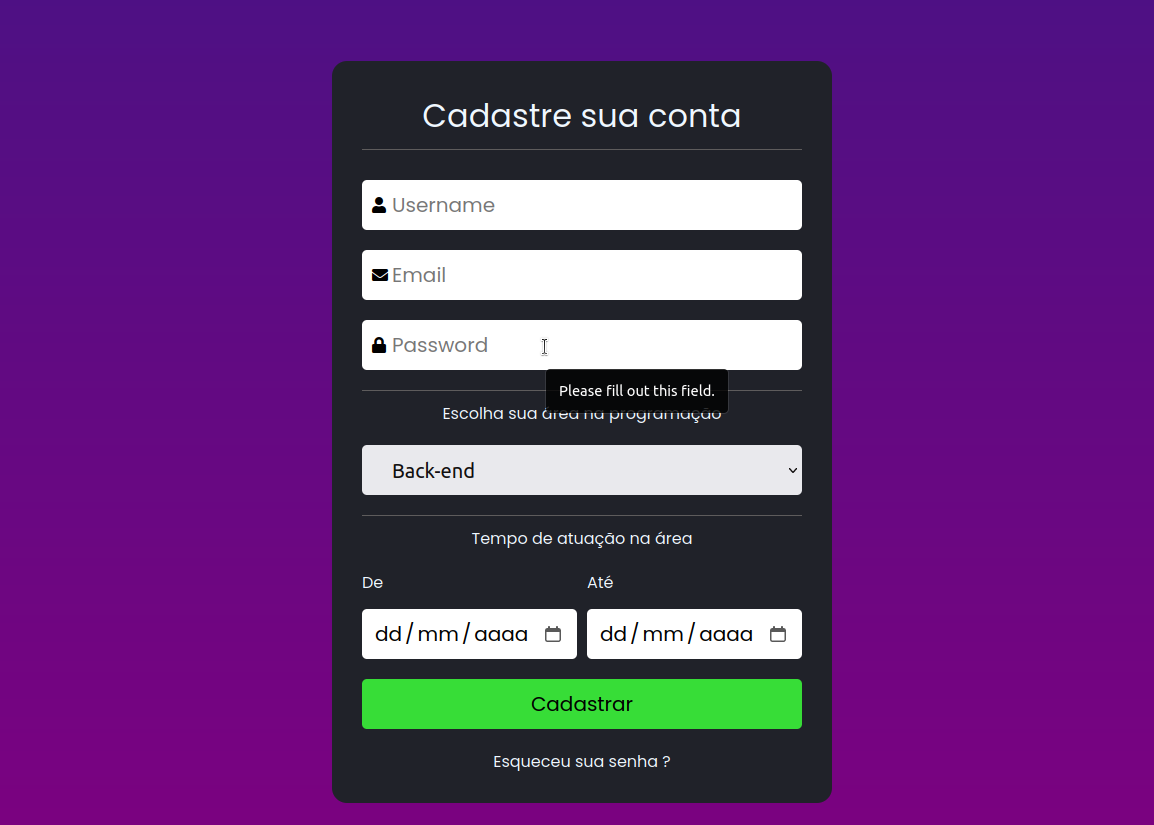 Cadastre sua conta
Username
Email
Password
Please fill out this field.
Escolha sua área na programação
Back-end
Tempo de atuação na área
De
Até
dd/mm/aaaa
dd/mm/aaaa
Cadastrar
Esqueceu sua senha ?